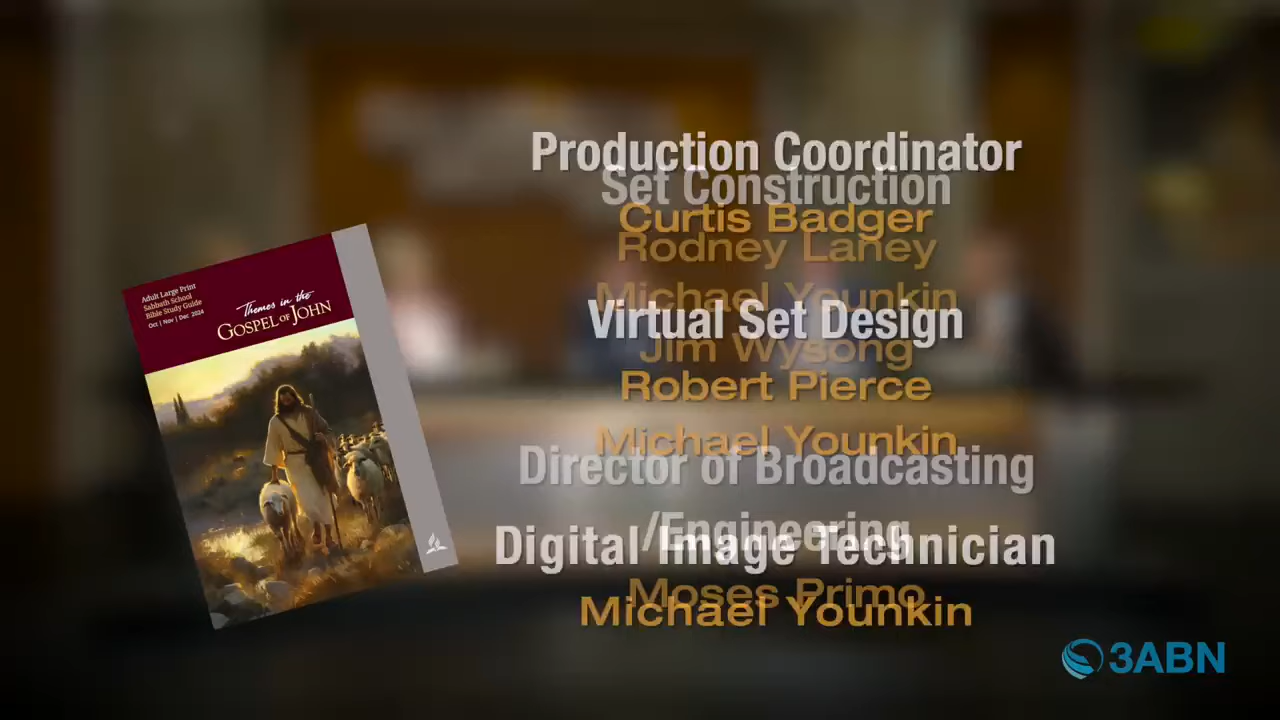 Adult Large Print
Sabbath School
Bible Study Guide
Oct | Nov | Dec 2024
Themes in the
GOSPEL OF JOHN
Production Coordinator
Set Construction
Curtis Badger
Rodney Laney
Michael Younkin
Virtual Set Design
Jim Wysong
Robert Pierce
Michael Younkin
Director of Broadcasting
/Engineering
Digital Image Technician
Moses Primo
Michael Younkin
3ABN